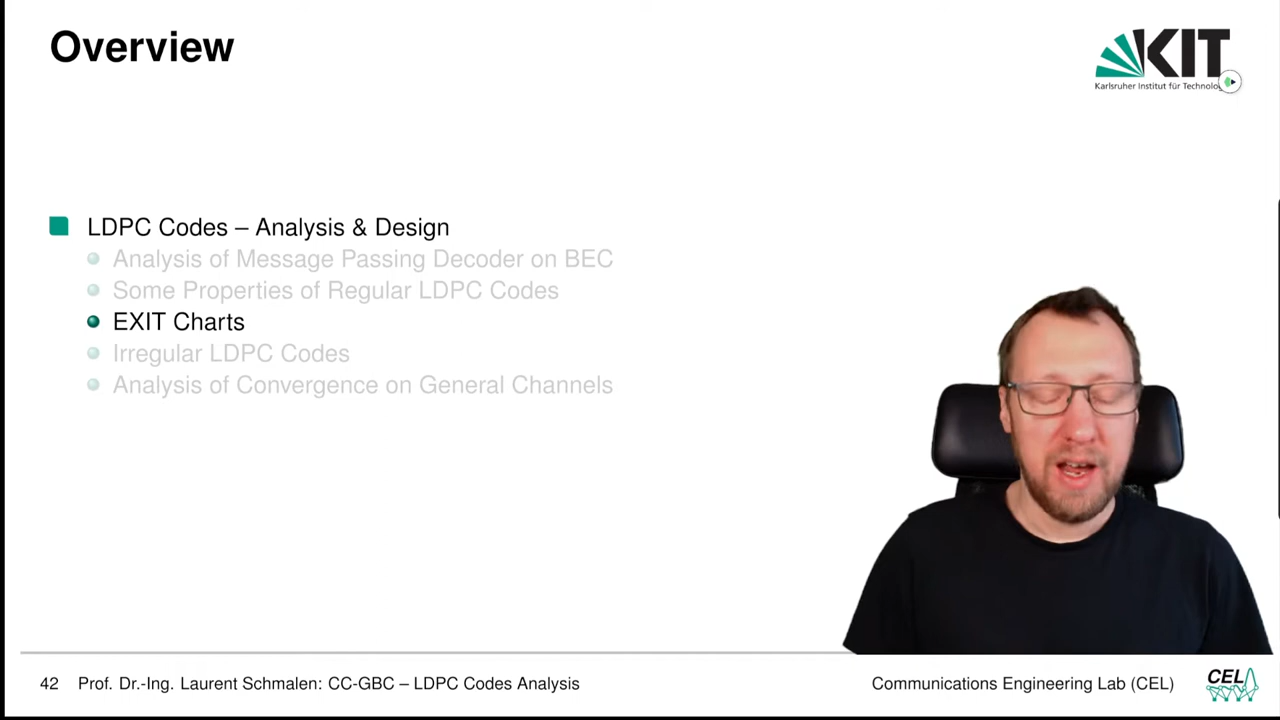 Overview
KIT
Karlsruher Institut für Technolog
LDPC Codes – Analysis & Design
Analysis of Message Passing Decoder on BEC
Some Properties of Regular LDPC Codes
EXIT Charts
Irregular LDPC Codes
Analysis of Convergence on General Channels
42 Prof. Dr.-Ing. Laurent Schmalen: CC-GBC – LDPC Codes Analysis
Communications Engineering Lab (CEL)
CEL